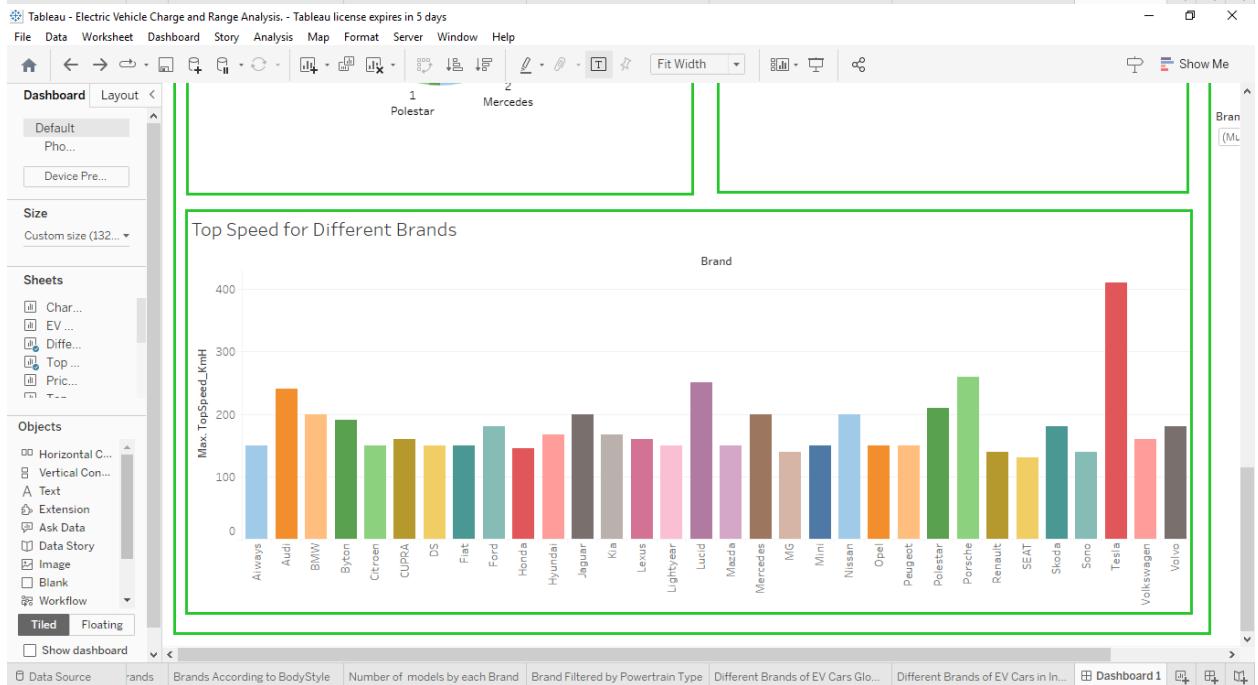 Tableau - Electric Vehicle Charge and Range Analysis. - Tableau license expires in 5 days
File Data Worksheet Dashboard Story Analysis Map Format Server Window Help
Fit Width
Show Me
Dashboard Layout
Default
Pho...
Device Pre...
Size
Custom size (132...
Sheets
Char...
EV ...
Diffe...
Top ...
Pric...
Objects
Horizontal C...
Vertical Con...
A Text
Extension
Ask Data
Data Story
Image
Blank
Workflow
Tiled Floating
Show dashboard
1
Polestar
2
Mercedes
Bran
(Mu
Top Speed for Different Brands
Brand
Max. TopSpeed_KmH
400
300
200
100
0
Aiways
Audi
BMW
Byton
Citroen
CUPRA
DS
Fiat
Ford
Honda
Hyundai
Jaguar
Kia
Lexus
Lightyear
Lucid
Mazda
Mercedes
MG
Mini
Nissan
Opel
Peugeot
Polestar
Porsche
Renault
SEAT
Skoda
Sono
Tesla
Volkswagen
Volvo
Data Source rands Brands According to BodyStyle Number of models by each Brand Brand Filtered by Powertrain Type Different Brands of EV Cars Glo... Different Brands of EV Cars in In... Dashboard 1